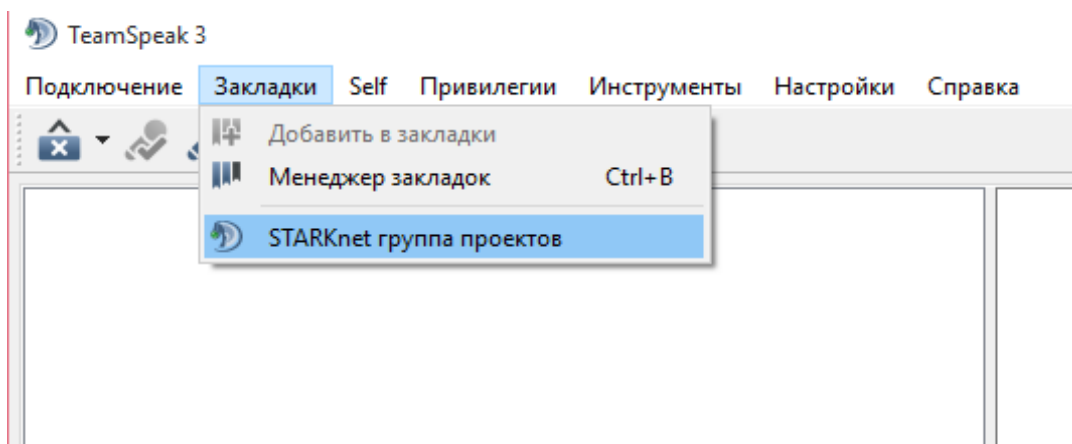 TeamSpeak 3
Подключение Закладки Self Привилегии Инструменты Настройки Справка
Добавить в закладки
Менеджер закладок Ctrl+B
STARKnet группа проектов